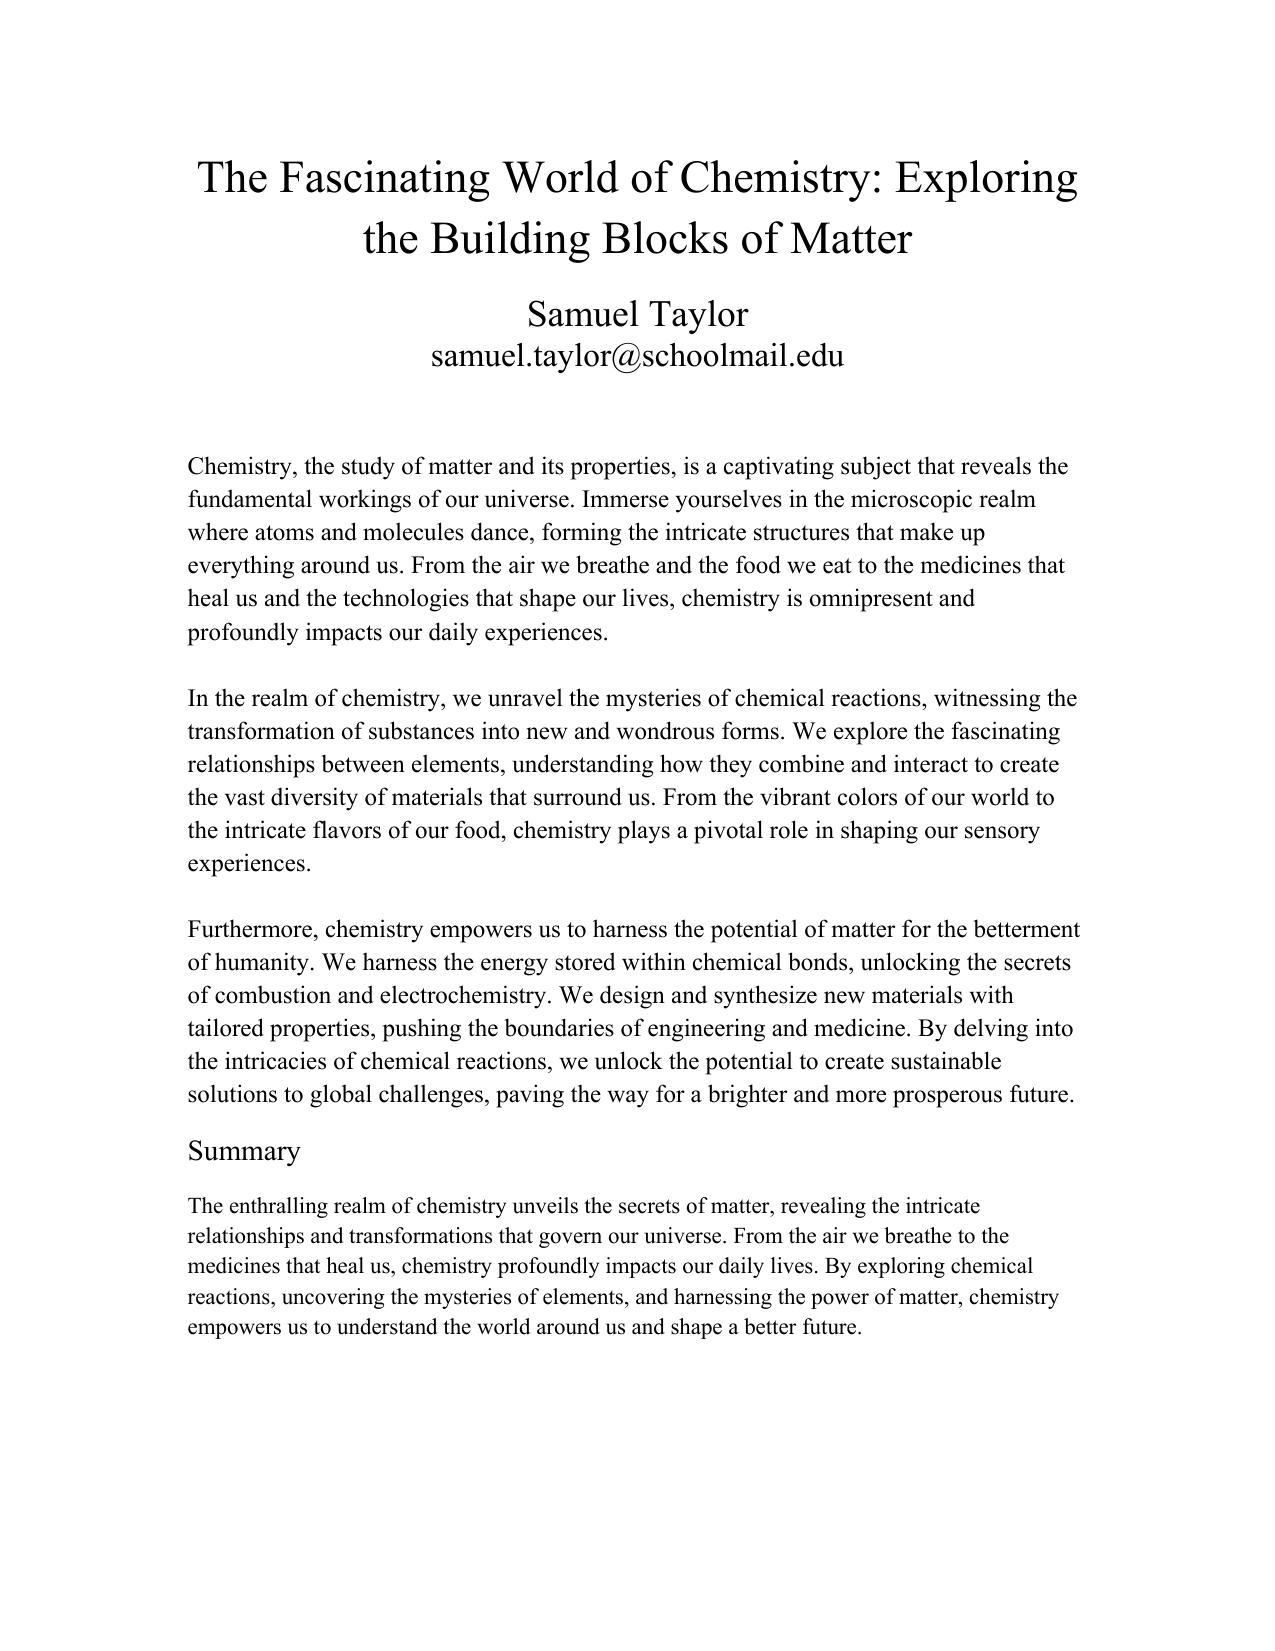 The Fascinating World of Chemistry: Exploring
the Building Blocks of Matter
Samuel Taylor
samuel.taylor@schoolmail.edu
Chemistry, the study of matter and its properties, is a captivating subject that reveals the
fundamental workings of our universe. Immerse yourselves in the microscopic realm
where atoms and molecules dance, forming the intricate structures that make up
everything around us. From the air we breathe and the food we eat to the medicines that
heal us and the technologies that shape our lives, chemistry is omnipresent and
profoundly impacts our daily experiences.
In the realm of chemistry, we unravel the mysteries of chemical reactions, witnessing the
transformation of substances into new and wondrous forms. We explore the fascinating
relationships between elements, understanding how they combine and interact to create
the vast diversity of materials that surround us. From the vibrant colors of our world to
the intricate flavors of our food, chemistry plays a pivotal role in shaping our sensory
experiences.
Furthermore, chemistry empowers us to harness the potential of matter for the betterment
of humanity. We harness the energy stored within chemical bonds, unlocking the secrets
of combustion and electrochemistry. We design and synthesize new materials with
tailored properties, pushing the boundaries of engineering and medicine. By delving into
the intricacies of chemical reactions, we unlock the potential to create sustainable
solutions to global challenges, paving the way for a brighter and more prosperous future.
Summary
The enthralling realm of chemistry unveils the secrets of matter, revealing the intricate
relationships and transformations that govern our universe. From the air we breathe to the
medicines that heal us, chemistry profoundly impacts our daily lives. By exploring chemical
reactions, uncovering the mysteries of elements, and harnessing the power of matter, chemistry
empowers us to understand the world around us and shape a better future.